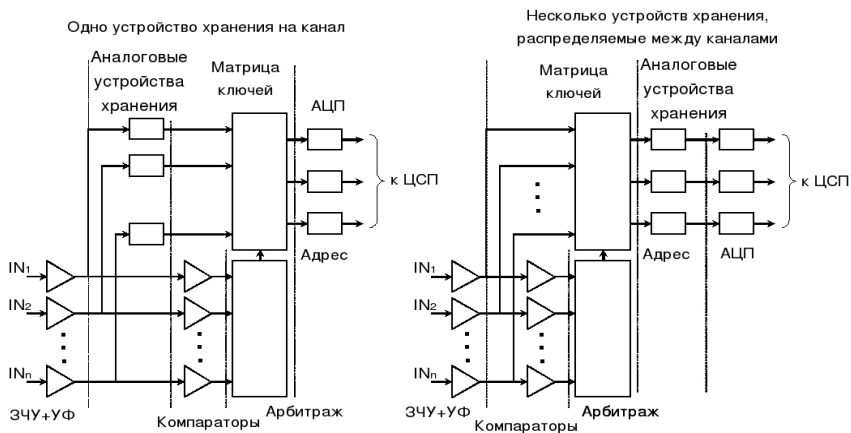 Одно устройство хранения на канал
Аналоговые
устройства
хранения
Матрица
ключей
АЦП
к ЦСП
Адрес
IN1
IN2
INn
ЗЧУ+УФ
Компараторы
Арбитраж
Несколько устройств хранения,
распределяемые между каналами
Матрица
ключей
Аналоговые
устройства
хранения
к ЦСП
Адрес
АЦП
IN1
IN2
INn
ЗЧУ+УФ
Компараторы
Арбитраж